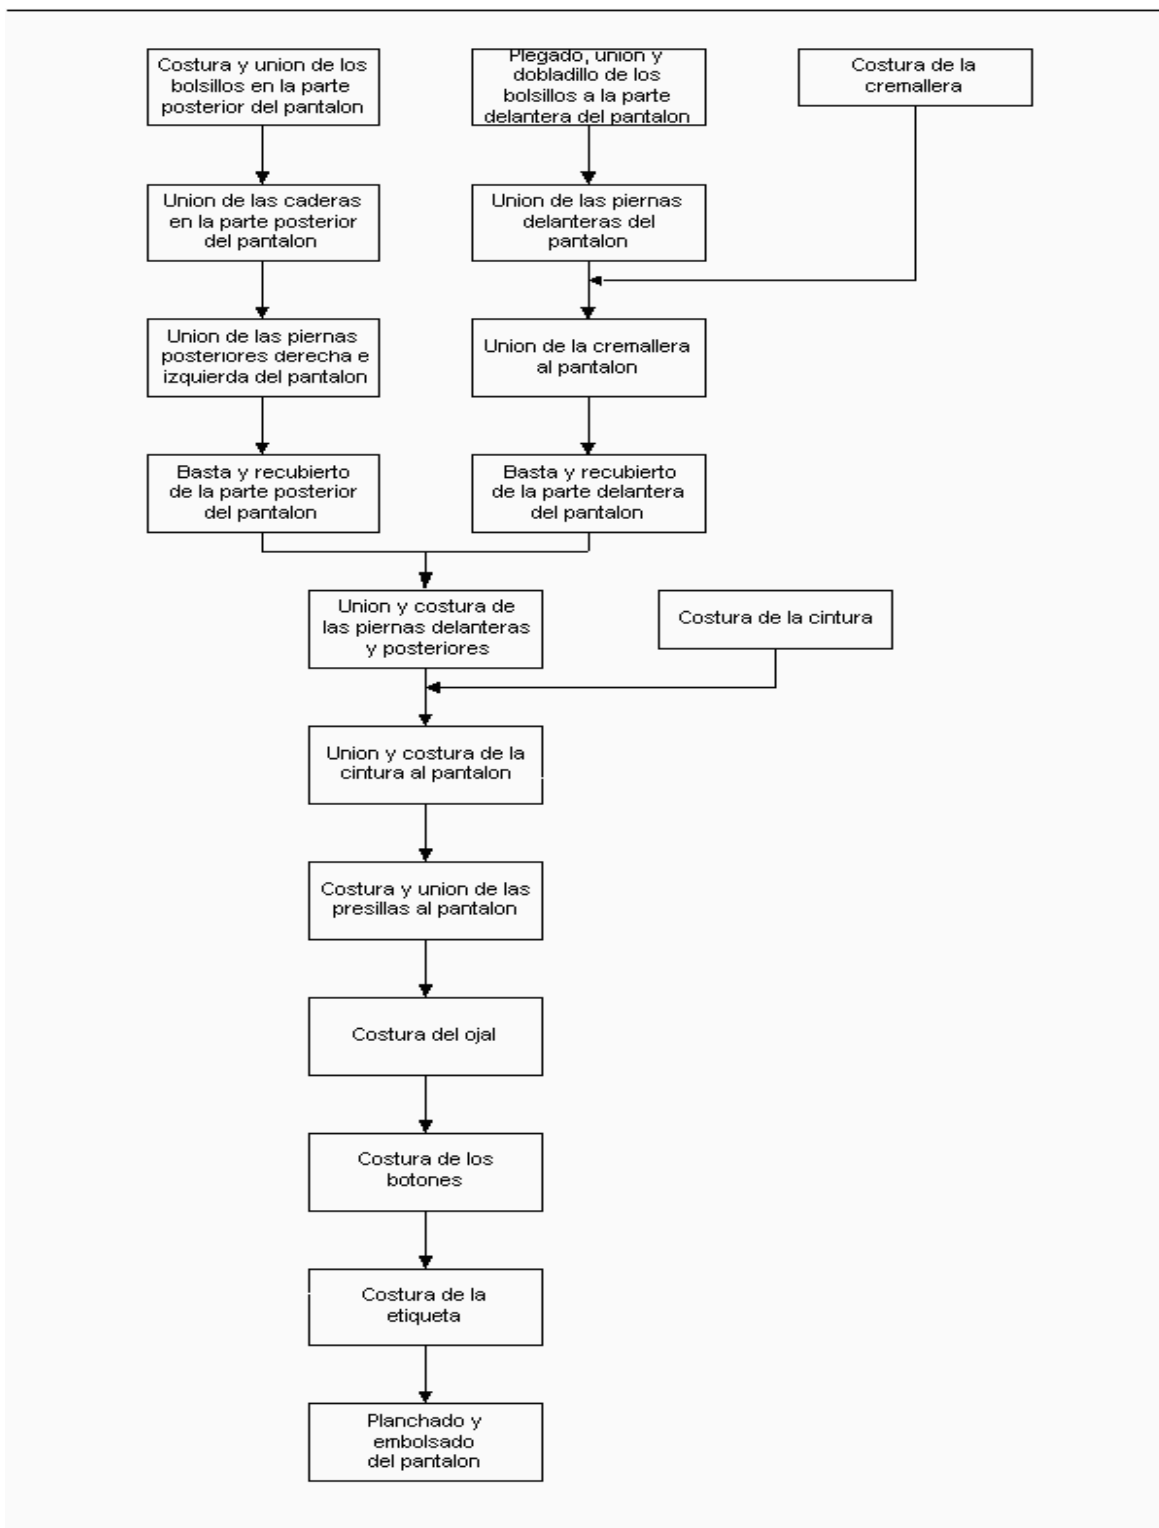 Costura y union de los
bolsillos en la parte
posterior del pantalon
Plegado, union y
dobladillo de los
bolsillos a la parte
delantera del pantalon
Costura de la
cremallera
Union de las caderas
en la parte posterior
del pantalon
Union de las piernas
delanteras del
pantalon
Union de las piernas
posteriores derecha e
izquierda del pantalon
Union de la cremallera
al pantalon
Basta y recubierto
de la parte posterior
del pantalon
Basta y recubierto
de la parte delantera
del pantalon
Union y costura de
las piernas delanteras
y posteriores
Costura de la cintura
Union y costura de la
cintura al pantalon
Costura y union de las
presillas al pantalon
Costura del ojal
Costura de los
botones
Costura de la
etiqueta
Planchado y
embolsado
del pantalon